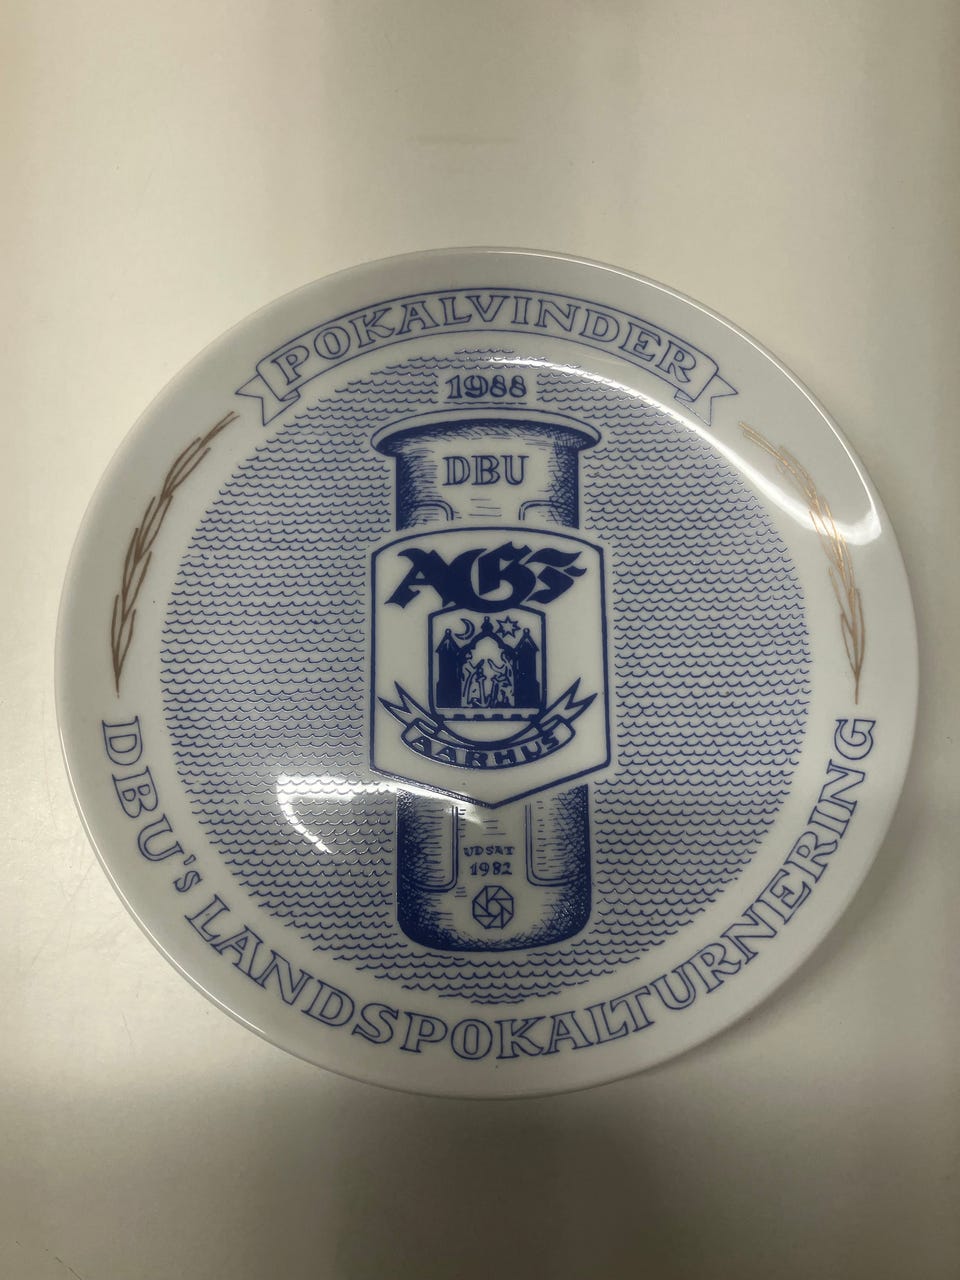 POKALVINDER
1988
DBU
AGF
AARHUS
UDSAT
1982
DBU's LANDSPOKALTURNERING